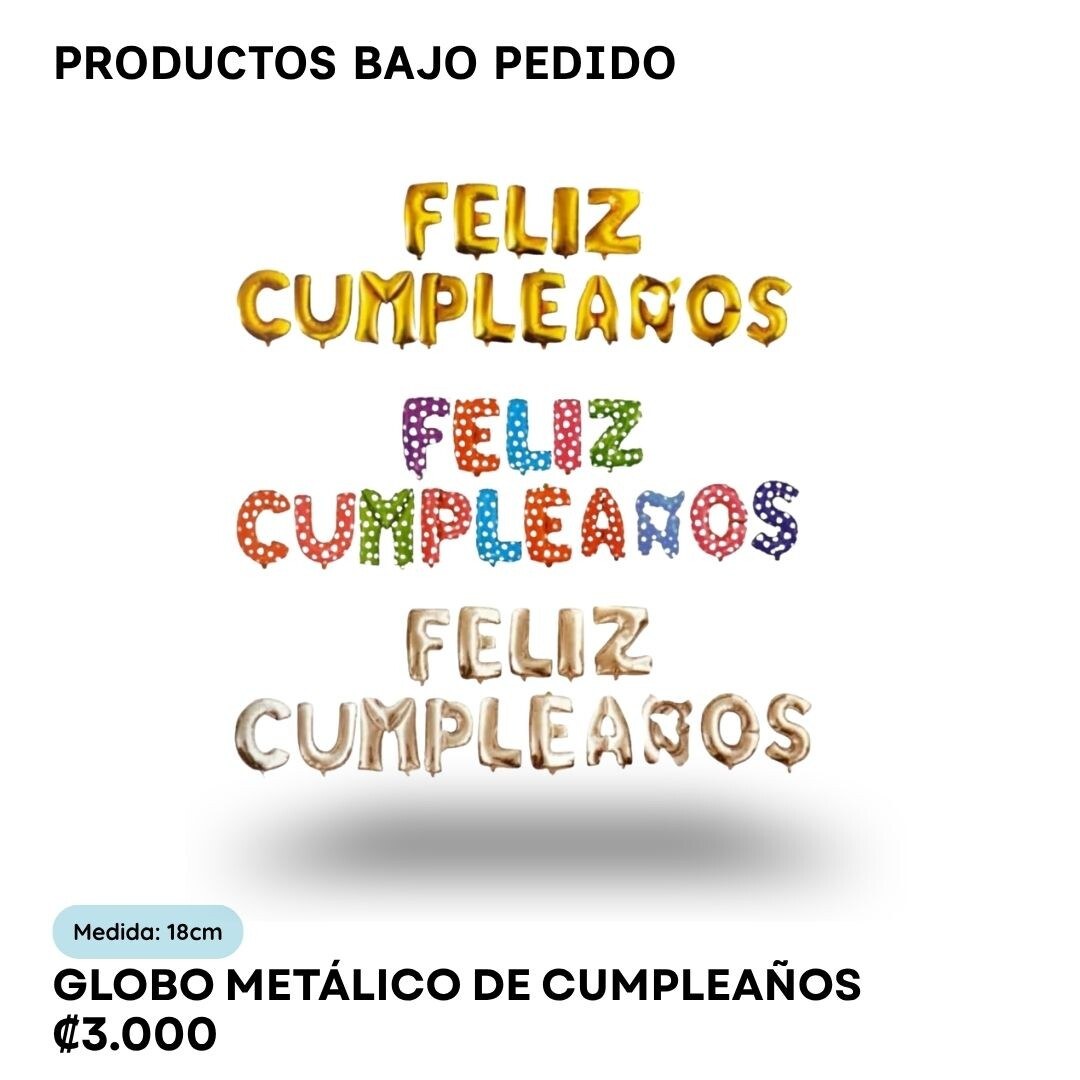 PRODUCTOS BAJO PEDIDO
FELIZ
CUMPLEAÑOS
FELIZ
CUMPLEAÑOS
FELIZ
CUMPLEAÑOS
Medida: 18cm
GLOBO METÁLICO DE CUMPLEAÑOS
₡3.000